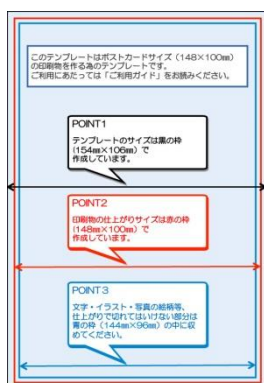 このテンプレートはポストカードサイズ（148×100㎜）
の印刷物を作る為のテンプレートです。
ご利用にあたっては「ご利用ガイド」をお読みください。
POINT1
テンプレートのサイズは黒の枠
(154㎜×106㎜）で
作成しています。
POINT2
印刷物の仕上がりサイズは赤の枠
(148㎜×100㎜）で
作成しています。
POINT3
文字・イラスト・写真の絵柄等、
仕上がりで切れてはいけない部分は
青の枠（144㎜×96㎜）の中に収
めてください。